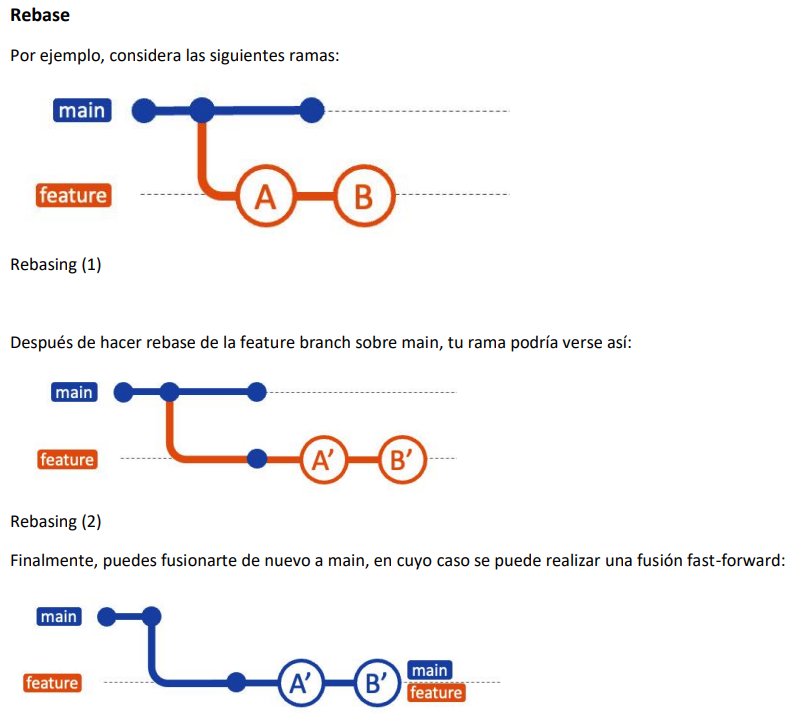 Rebase
Por ejemplo, considera las siguientes ramas:
main
feature
A
B
Rebasing (1)
Después de hacer rebase de la feature branch sobre main, tu rama podría verse así:
main
feature
A’
B’
Rebasing (2)
Finalmente, puedes fusionarte de nuevo a main, en cuyo caso se puede realizar una fusión fast-forward:
main
feature
A’
B’
main
feature